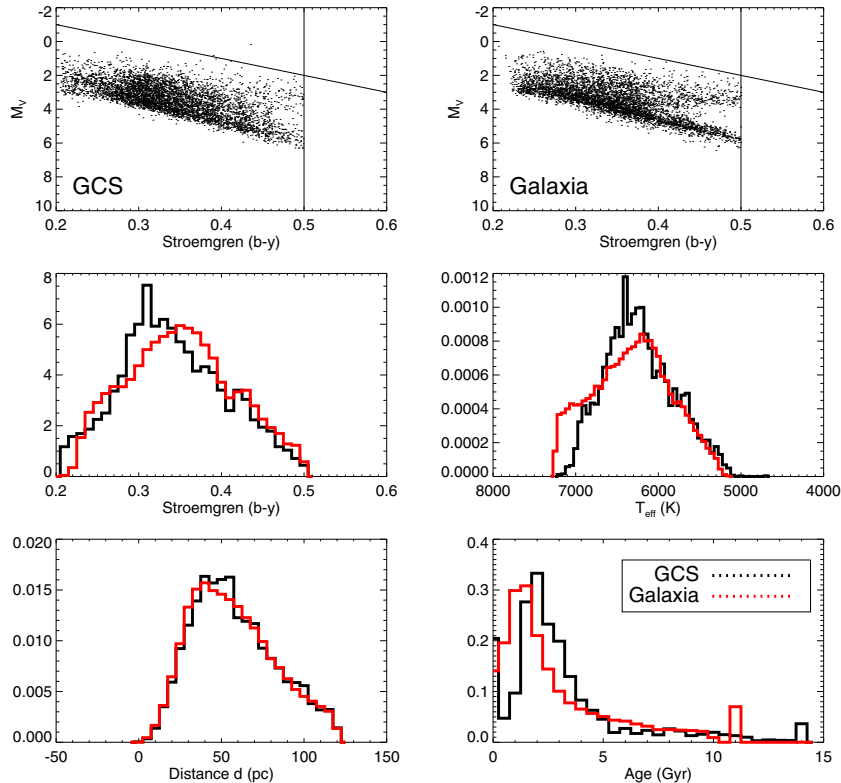 -2
0
2
4
6
8
10
M_V
GCS
0.2 0.3 0.4 0.5 0.6
Stroemgren (b-y)
-2
0
2
4
6
8
10
M_V
Galaxia
0.2 0.3 0.4 0.5 0.6
Stroemgren (b-y)
8
6
4
2
0
0.2 0.3 0.4 0.5 0.6
Stroemgren (b-y)
0.0012
0.0010
0.0008
0.0006
0.0004
0.0002
0.0000
8000 7000 6000 5000 4000
T_eff (K)
0.020
0.015
0.010
0.005
0.000
-50 0 50 100 150
Distance d (pc)
0.4
0.3
0.2
0.1
0.0
GCS
Galaxia
0 5 10 15
Age (Gyr)